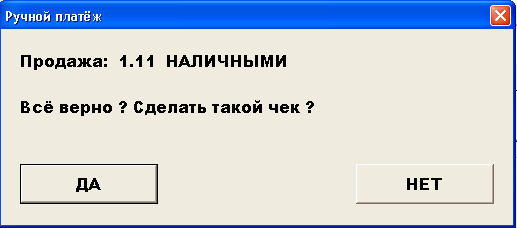 Ручной платёж
Продажа: 1.11 НАЛИЧНЫМИ
Всё верно ? Сделать такой чек ?
ДА НЕТ